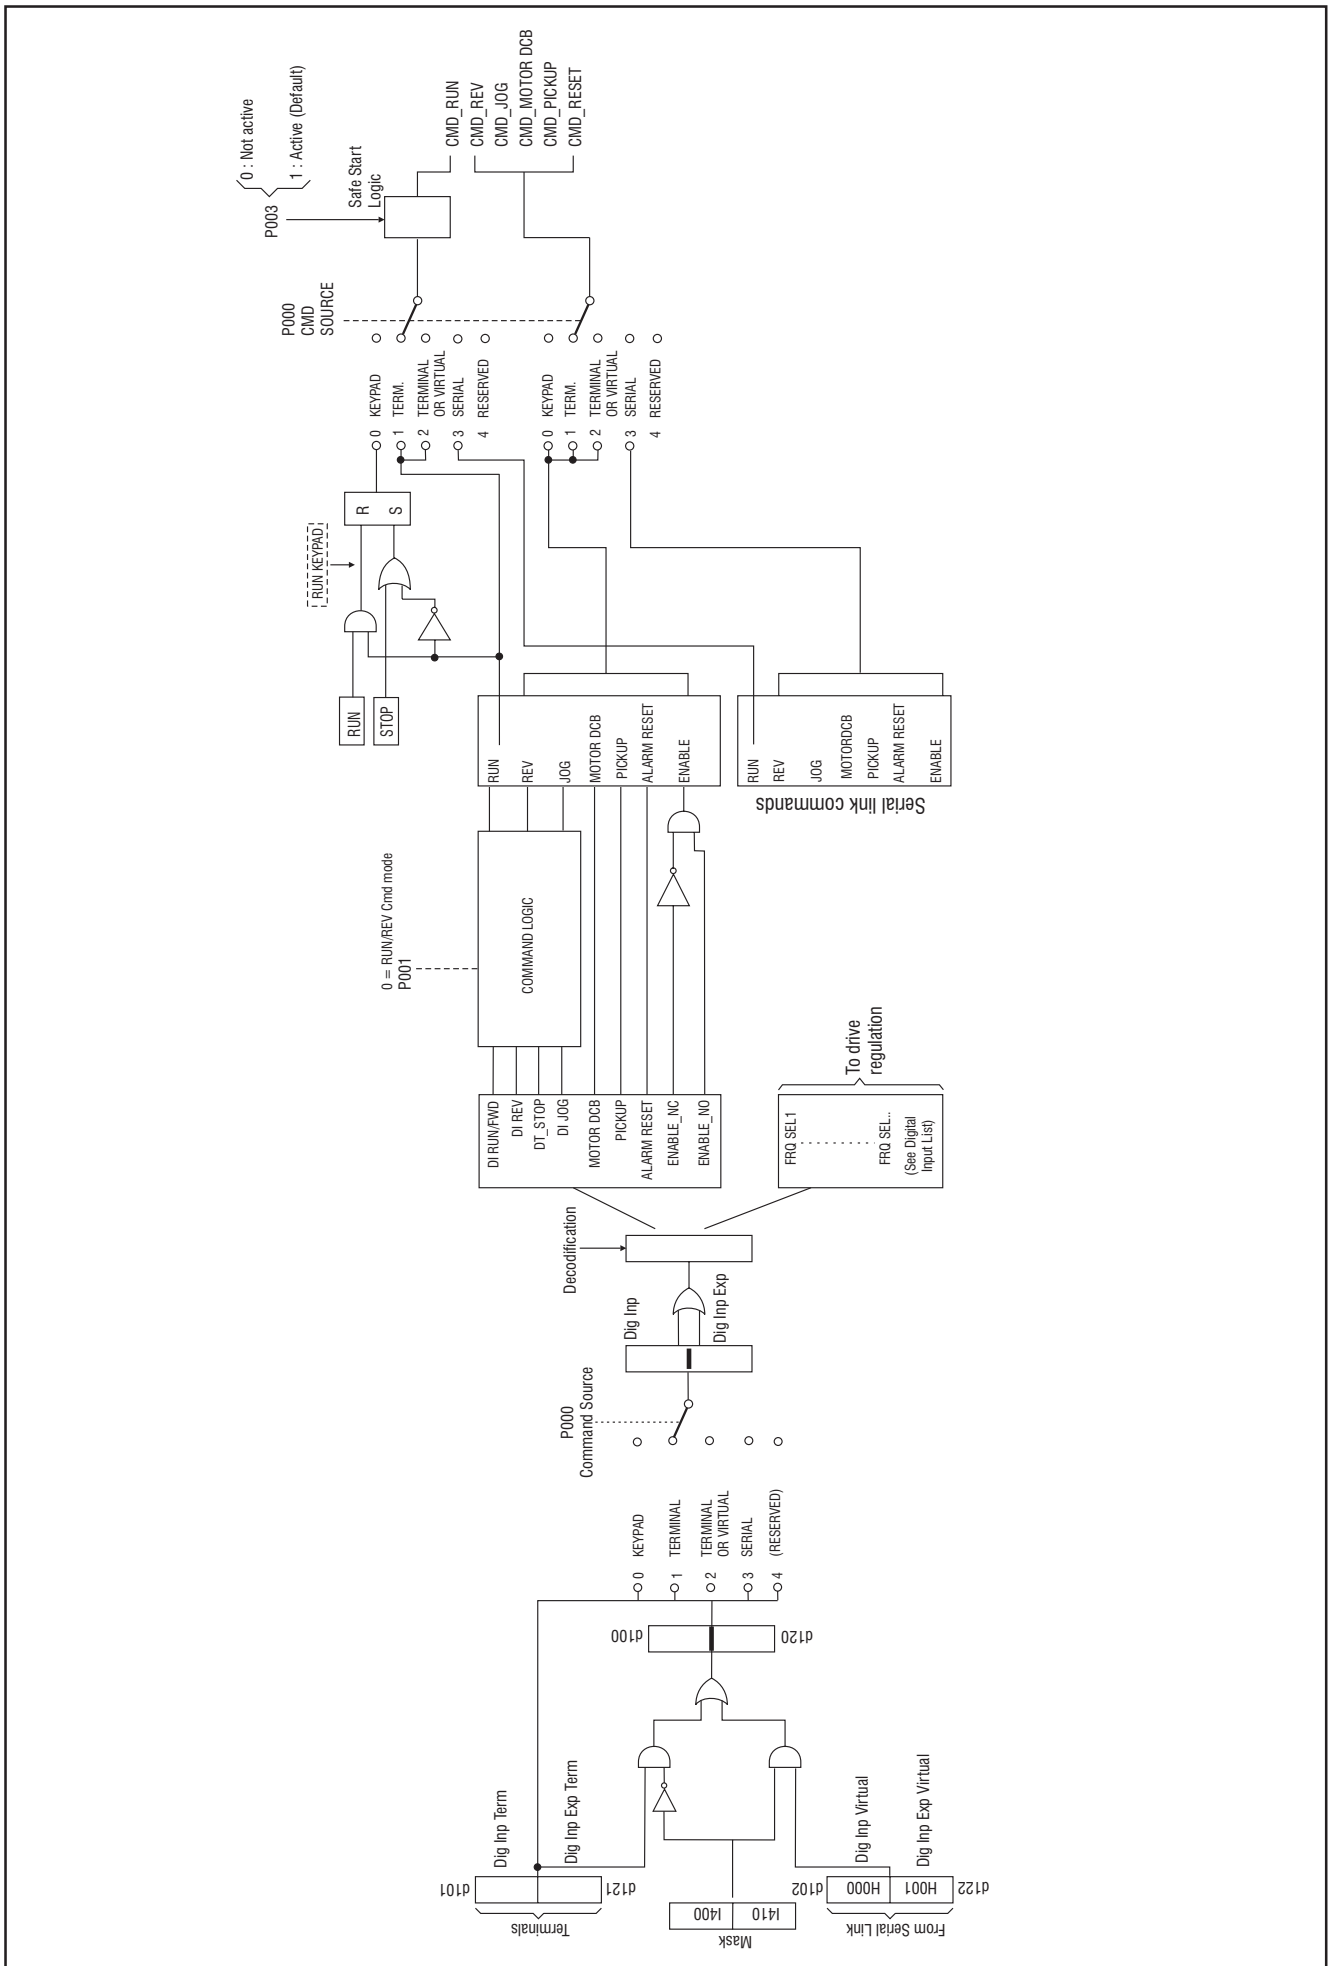 0 : Not active
1 : Active (Default)
P003
Safe Start
Logic
CMD_RUN
CMD_REV
CMD_JOG
CMD_MOTOR DCB
CMD_PICKUP
CMD_RESET
P000
CMD
SOURCE
0 KEYPAD
1 TERM.
2 TERMINAL
OR VIRTUAL
3 SERIAL
4 RESERVED
0 KEYPAD
1 TERM.
2 TERMINAL
OR VIRTUAL
3 SERIAL
4 RESERVED
R
S
RUN KEYPAD
RUN
STOP
RUN
REV
JOG
MOTOR DCB
PICKUP
ALARM RESET
ENABLE
RUN
REV
JOG
MOTORDCB
PICKUP
ALARM RESET
ENABLE
Serial link commands
0 = RUN/REV Cmd mode
P001
COMMAND LOGIC
DI RUN/FWD
DI REV
DT_STOP
DI JOG
MOTOR DCB
PICKUP
ALARM RESET
ENABLE_NC
ENABLE_NO
To drive
regulation
FRQ SEL1
FRQ SEL..
(See Digital
Input List)
Decodification
Dig Inp
Dig Inp Exp
P000
Command Source
0 KEYPAD
1 TERMINAL
2 TERMINAL
OR VIRTUAL
3 SERIAL
4 (RESERVED)
d100
d120
Dig Inp Term
Dig Inp Exp Term
d101
d121
Terminals
I400
I410
Mask
Dig Inp Virtual
Dig Inp Exp Virtual
d102
H000
H001
d122
From Serial Link